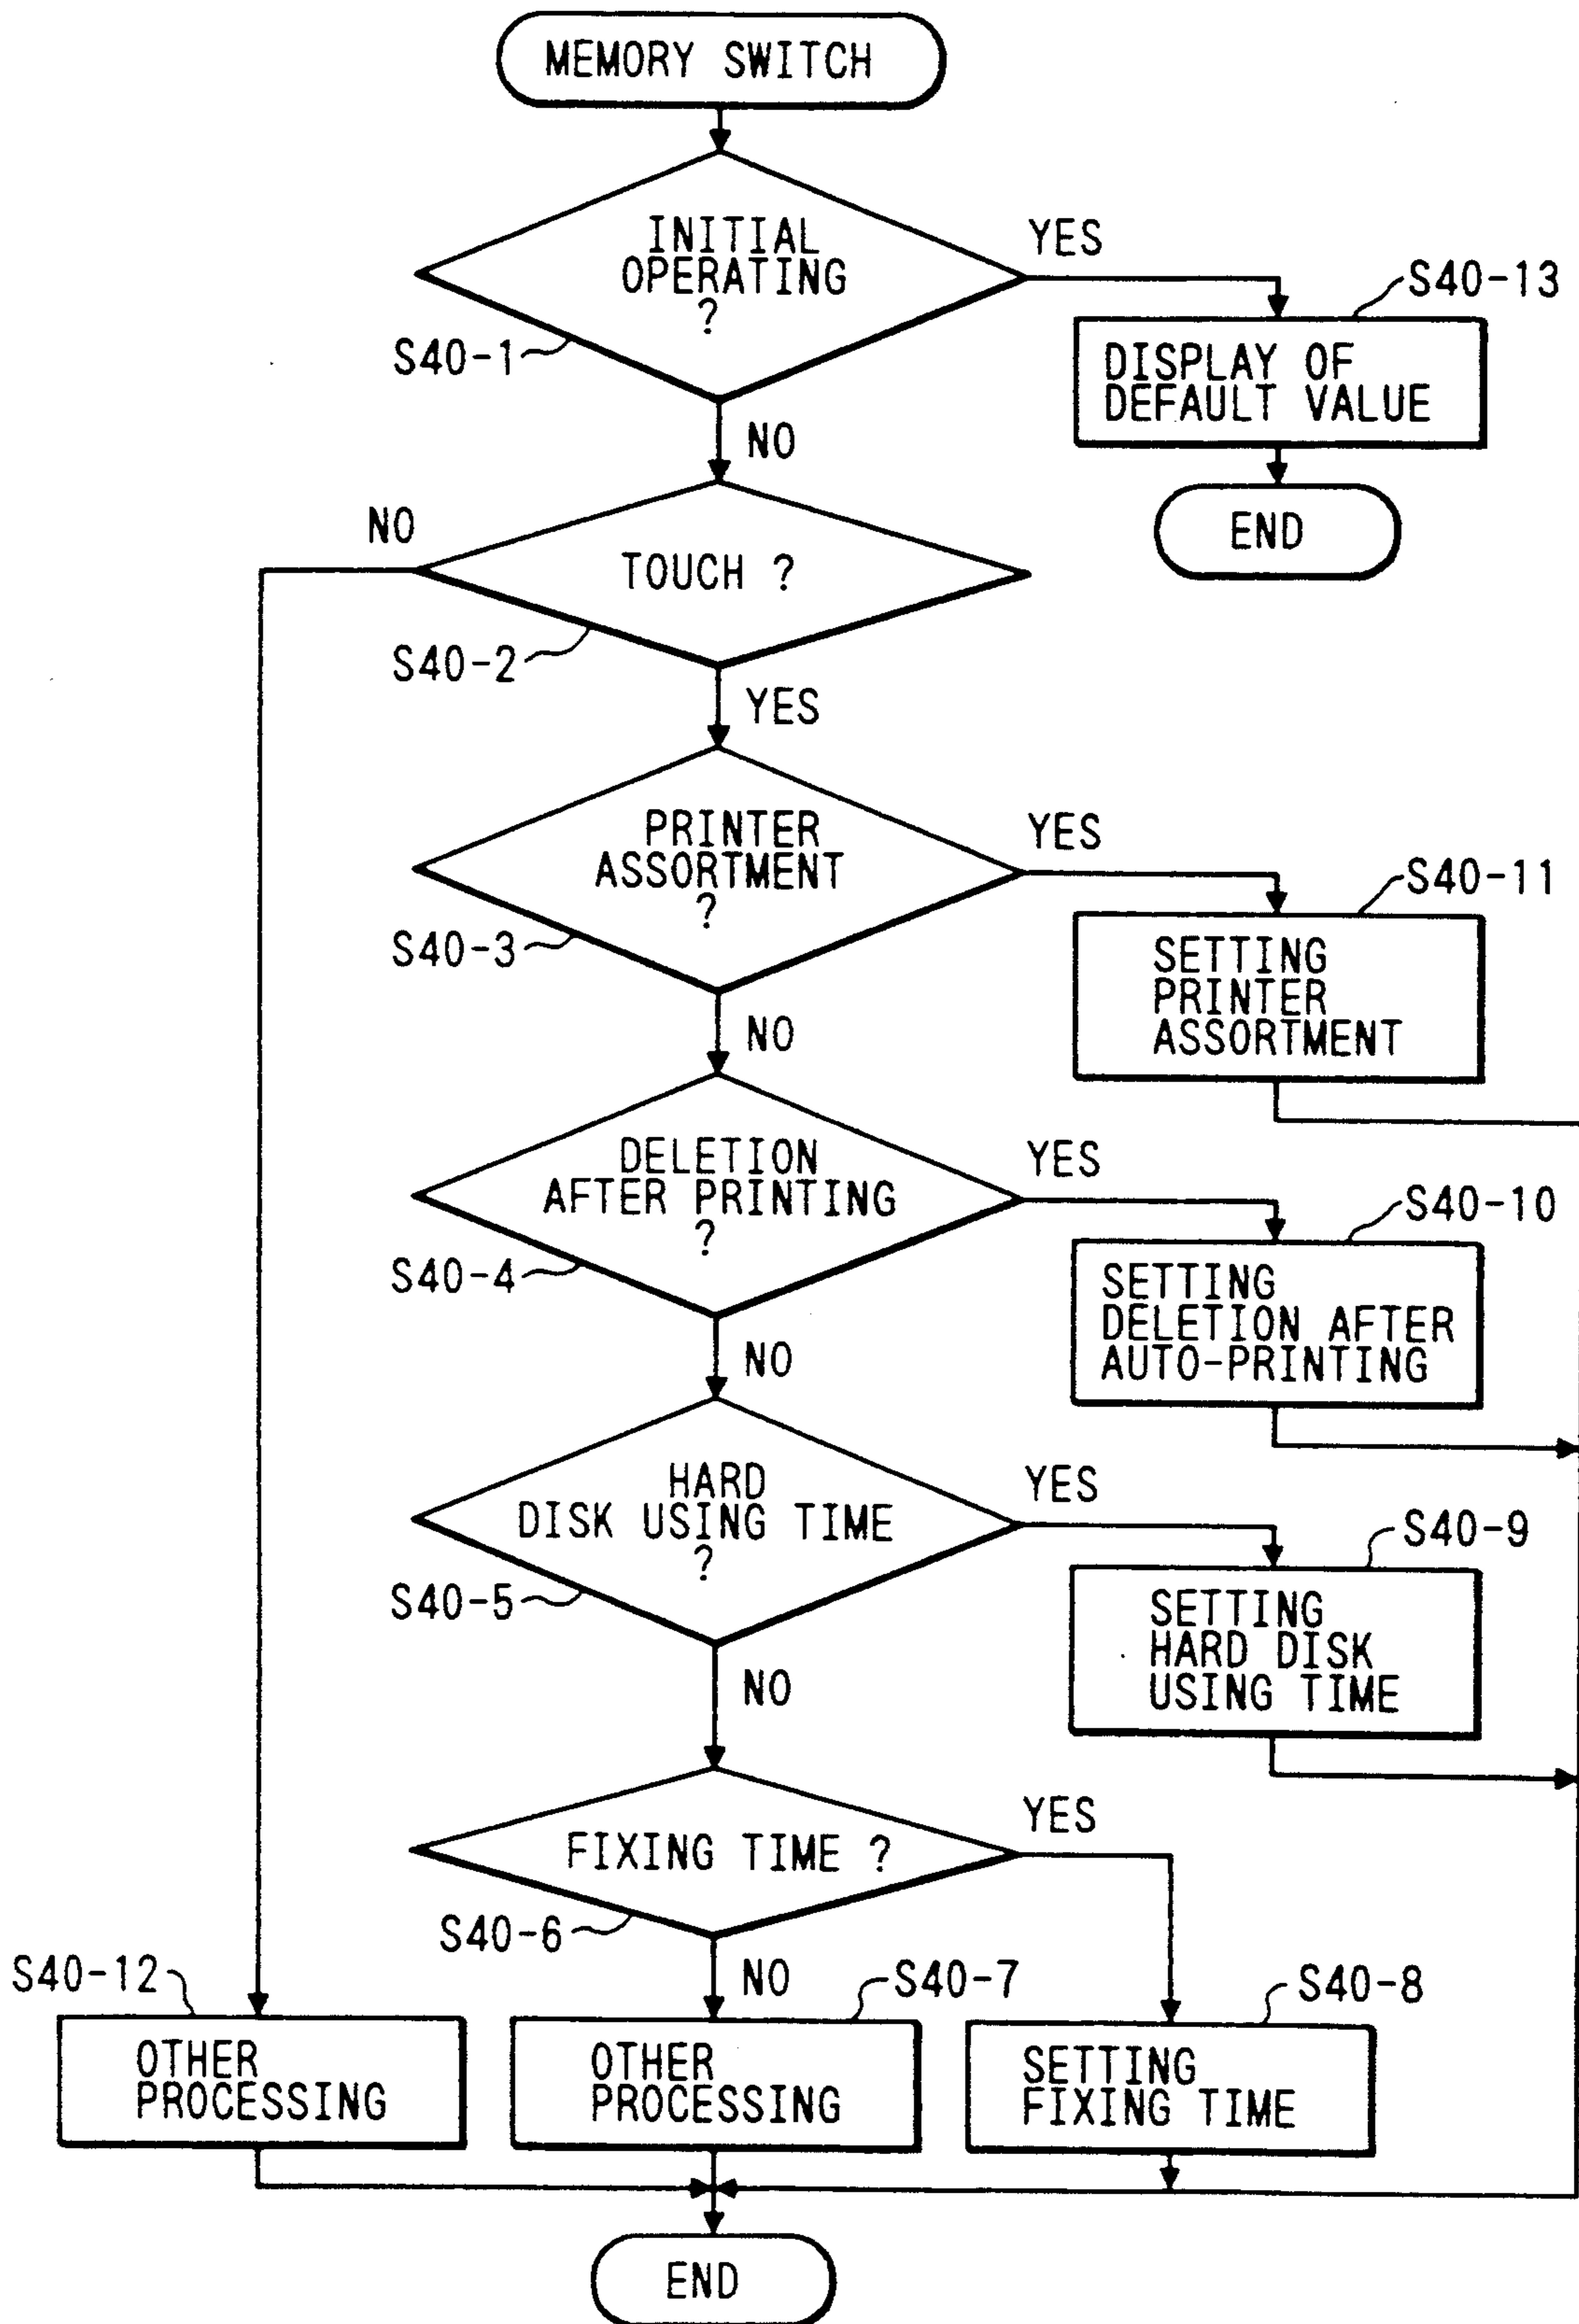 MEMORY SWITCH
INITIAL
OPERATING
?
YES
S40-1
S40-13
DISPLAY OF
DEFAULT VALUE
NO
END
NO
TOUCH ?
S40-2
YES
PRINTER
ASSORTMENT
?
YES
S40-3
S40-11
SETTING
PRINTER
ASSORTMENT
NO
DELETION
AFTER PRINTING
?
YES
S40-4
S40-10
SETTING
DELETION AFTER
AUTO-PRINTING
NO
HARD
DISK USING TIME
?
YES
S40-5
S40-9
SETTING
HARD DISK
USING TIME
NO
FIXING TIME ?
YES
S40-6
NO
S40-12
OTHER
PROCESSING
S40-7
OTHER
PROCESSING
S40-8
SETTING
FIXING TIME
END